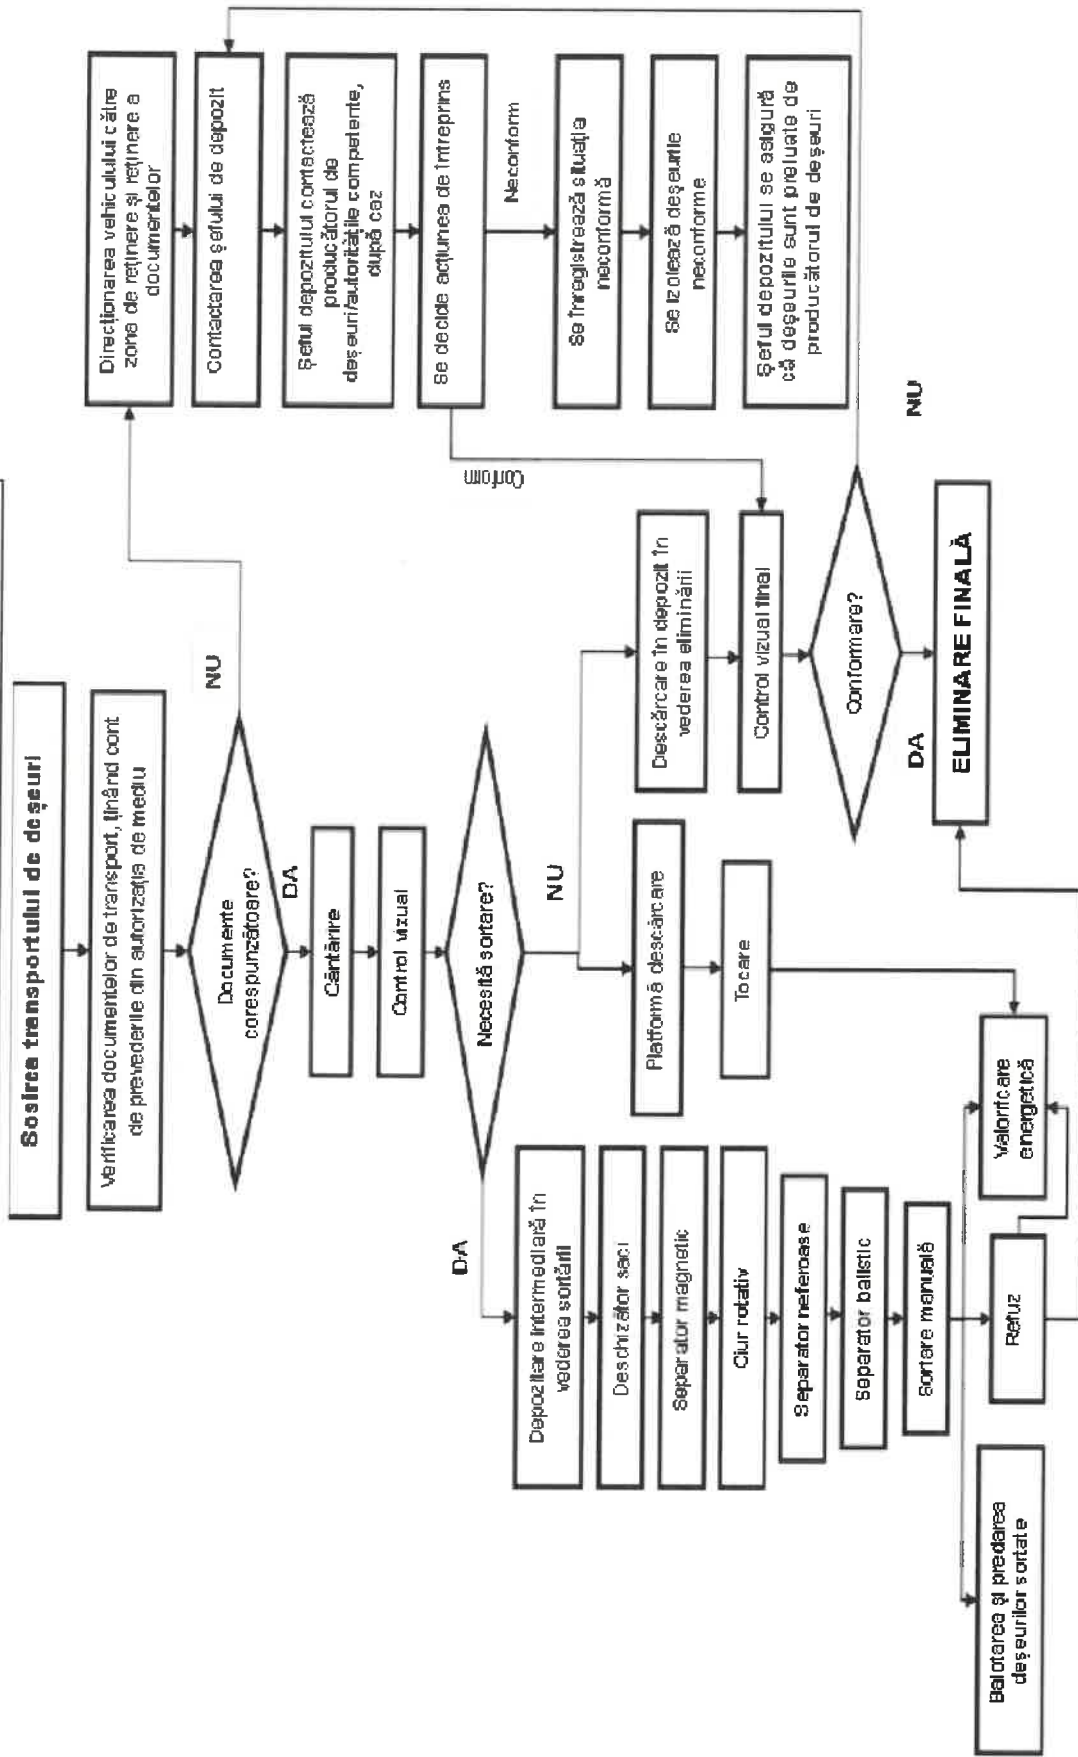 Sosirea transportului de deșeuri
Verificarea documentelor de transport, ținând cont
de prevederile din autorizația de mediu
Documente
corespunzătoare?
NU
DA
Direcționarea vehiculului către
zona de reținere și reținere a
documentelor
Contactarea șefului de depozit
Șeful depozitului contactează
producătorul de
deșeuri/autoritățile competente,
după caz
Se decide acțiunea de întreprins
Neconform
Conform
Se înregistrează situația
neconformă
Se izolează deșeurile
neconforme
Șeful depozitului se asigură
că deșeurile sunt preluate de
producătorul de deșeuri
Cântărire
Control vizual
Necesită sortare?
DA
NU
Depozitare intermediară în
vederea sortării
Deschizător saci
Separator magnetic
Ciur rotativ
Separator neferoase
Separator balistic
Sortare manuală
Platformă descărcare
Tocare
Descărcare în depozit în
vederea eliminării
Control vizual final
Conformare?
NU
DA
ELIMINARE FINALĂ
Balotarea și predarea
deșeurilor sortate
Refuz
Valorificare
energetică